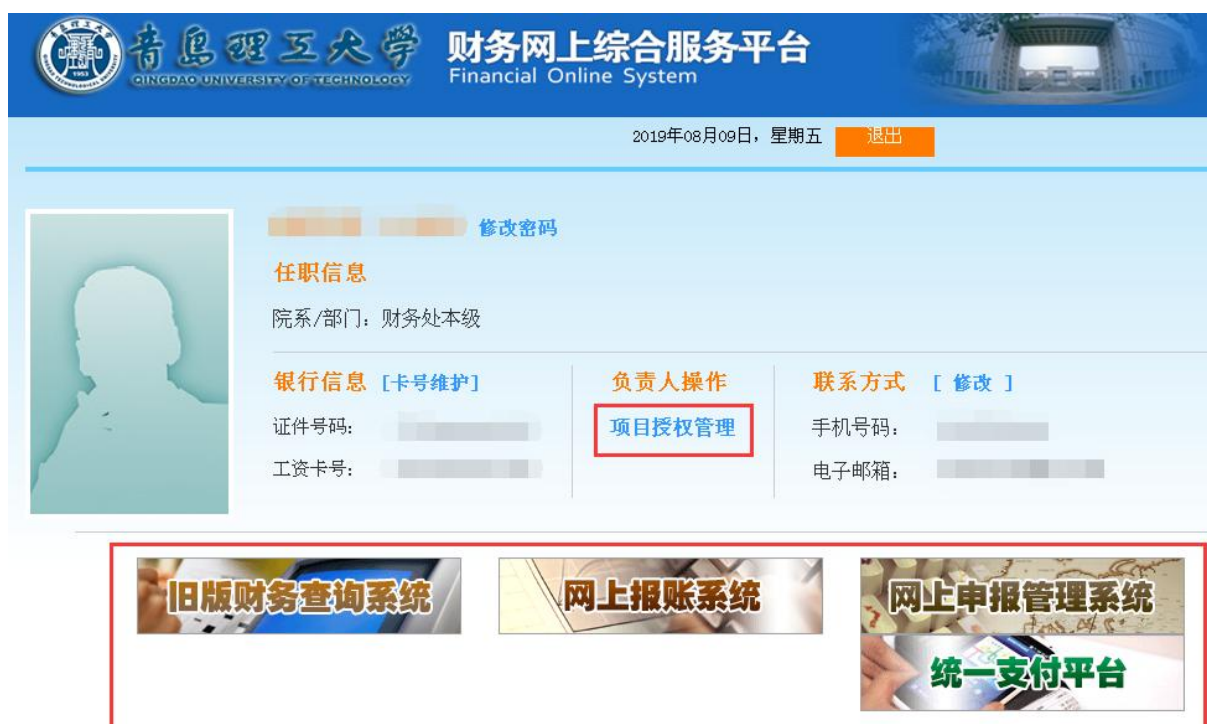 青島理工大學
QINGDAO UNIVERSITY OF TECHNOLOGY
财务网上综合服务平台
Financial Online System
2019年08月09日，星期五 退出
修改密码
任职信息
院系/部门：财务处本级
银行信息 [卡号维护] 负责人操作 联系方式 [ 修改 ]
证件号码： 项目授权管理 手机号码：
工资卡号： 电子邮箱：
旧版财务查询系统 网上报账系统 网上申报管理系统
统一支付平台